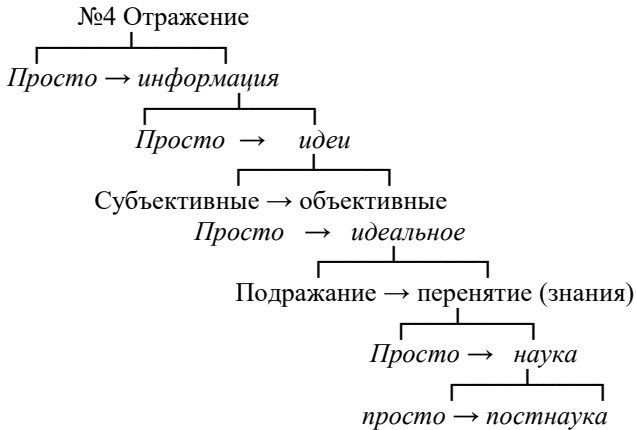 №4 Отражение
Просто → информация
Просто → идеи
Субъективные → объективные
Просто → идеальное
Подражание → перенятие (знания)
Просто → наука
просто → постнаука